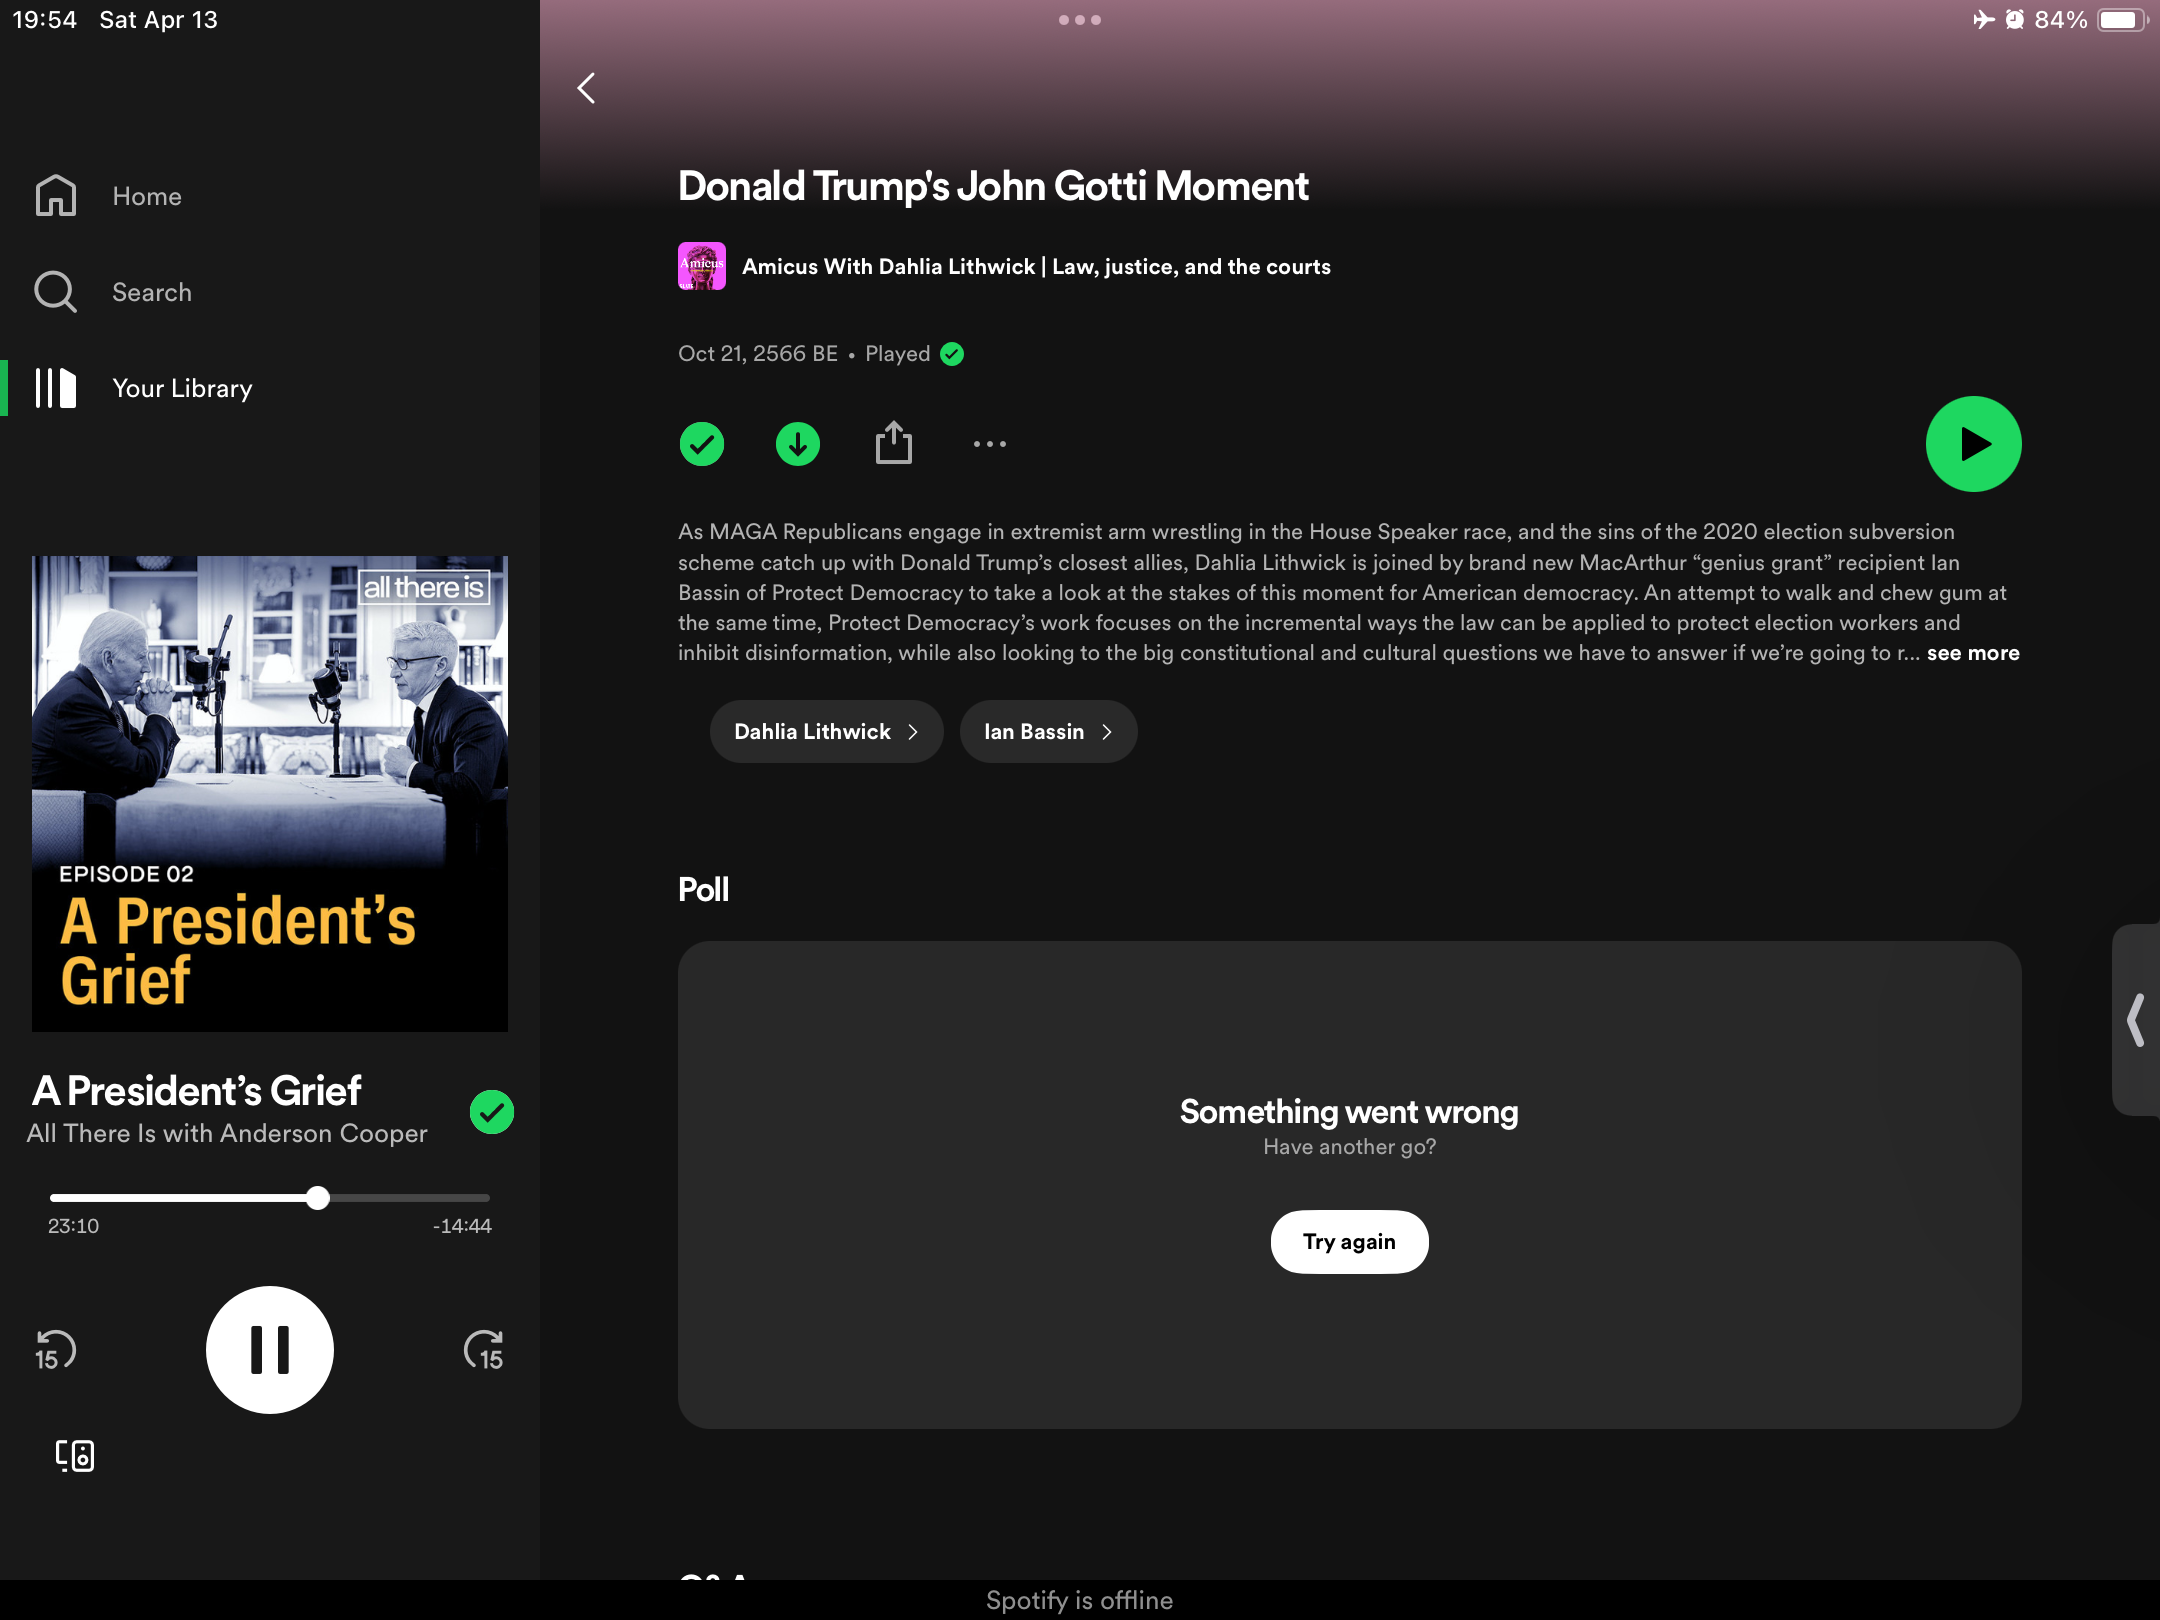 19:54 Sat Apr 13
84%
Home
Search
Your Library
all there is
EPISODE 02
A President’s
Grief
A President’s Grief
All There Is with Anderson Cooper
23:10
-14:44
15
15
Donald Trump's John Gotti Moment
Amicus
Amicus With Dahlia Lithwick | Law, justice, and the courts
Oct 21, 2566 BE • Played
As MAGA Republicans engage in extremist arm wrestling in the House Speaker race, and the sins of the 2020 election subversion
scheme catch up with Donald Trump’s closest allies, Dahlia Lithwick is joined by brand new MacArthur “genius grant” recipient Ian
Bassin of Protect Democracy to take a look at the stakes of this moment for American democracy. An attempt to walk and chew gum at
the same time, Protect Democracy’s work focuses on the incremental ways the law can be applied to protect election workers and
inhibit disinformation, while also looking to the big constitutional and cultural questions we have to answer if we’re going to r... see more
Dahlia Lithwick
Ian Bassin
Poll
Something went wrong
Have another go?
Try again
Spotify is offline